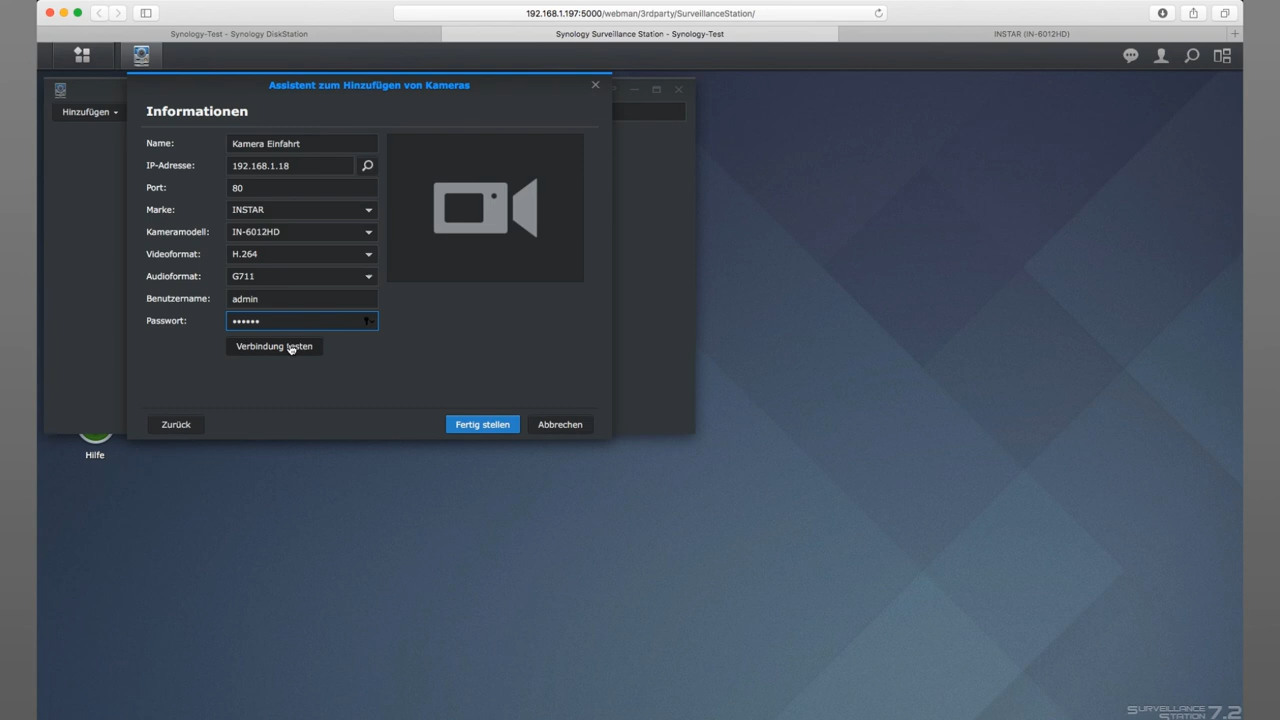 192.168.1.197:5000/webman/3rdparty/SurveillanceStation/
Synology-Test - Synology DiskStation
Synology Surveillance Station - Synology-Test
INSTAR (IN-6012HD)
Assistent zum Hinzufügen von Kameras
Hinzufügen
Informationen
Name: Kamera Einfahrt
IP-Adresse: 192.168.1.18
Port: 80
Marke: INSTAR
Kameramodell: IN-6012HD
Videoformat: H.264
Audioformat: G711
Benutzername: admin
Passwort: ••••••
Verbindung testen
Zurück
Fertig stellen
Abbrechen
Hilfe
SURVEILLANCE
STATION 7.2